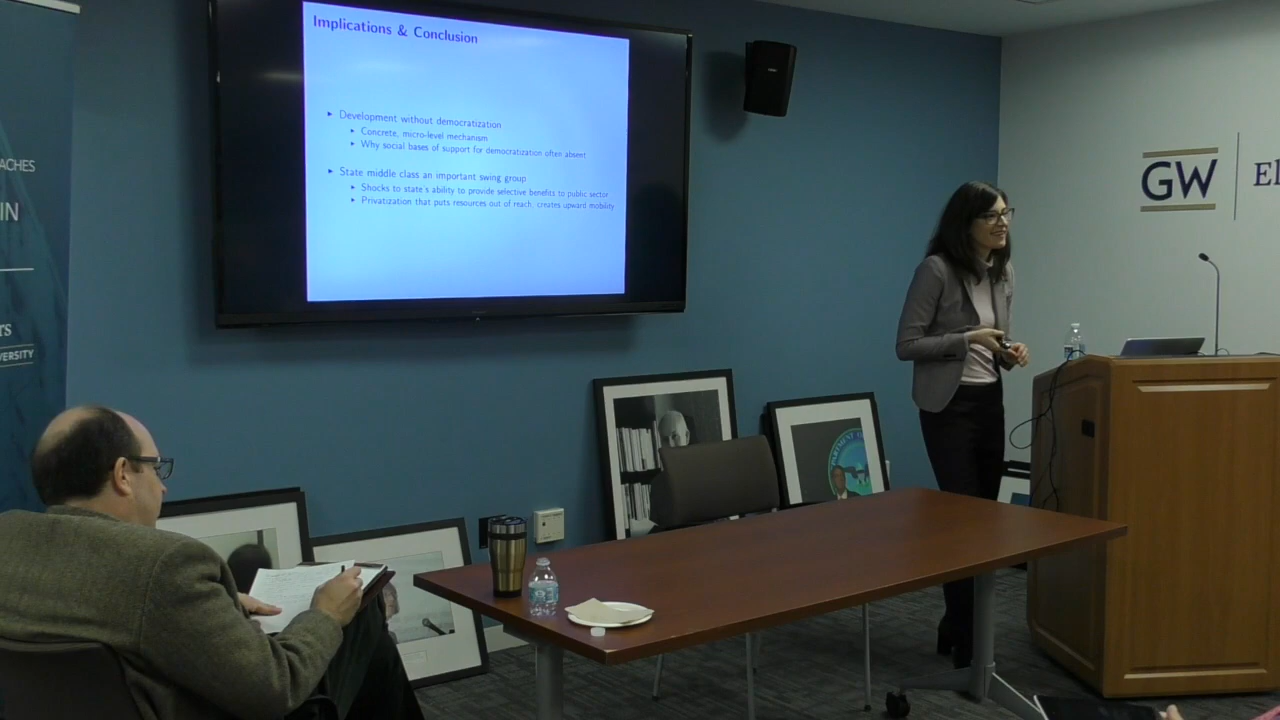 Implications & Conclusion
▸ Development without democratization
▸ Concrete, micro-level mechanism
▸ Why social bases of support for democratization often absent
▸ State middle class an important swing group
▸ Shocks to state's ability to provide selective benefits to public sector
▸ Privatization that puts resources out of reach, creates upward mobility
ACHES
IN
rs
VERSITY
GW
El